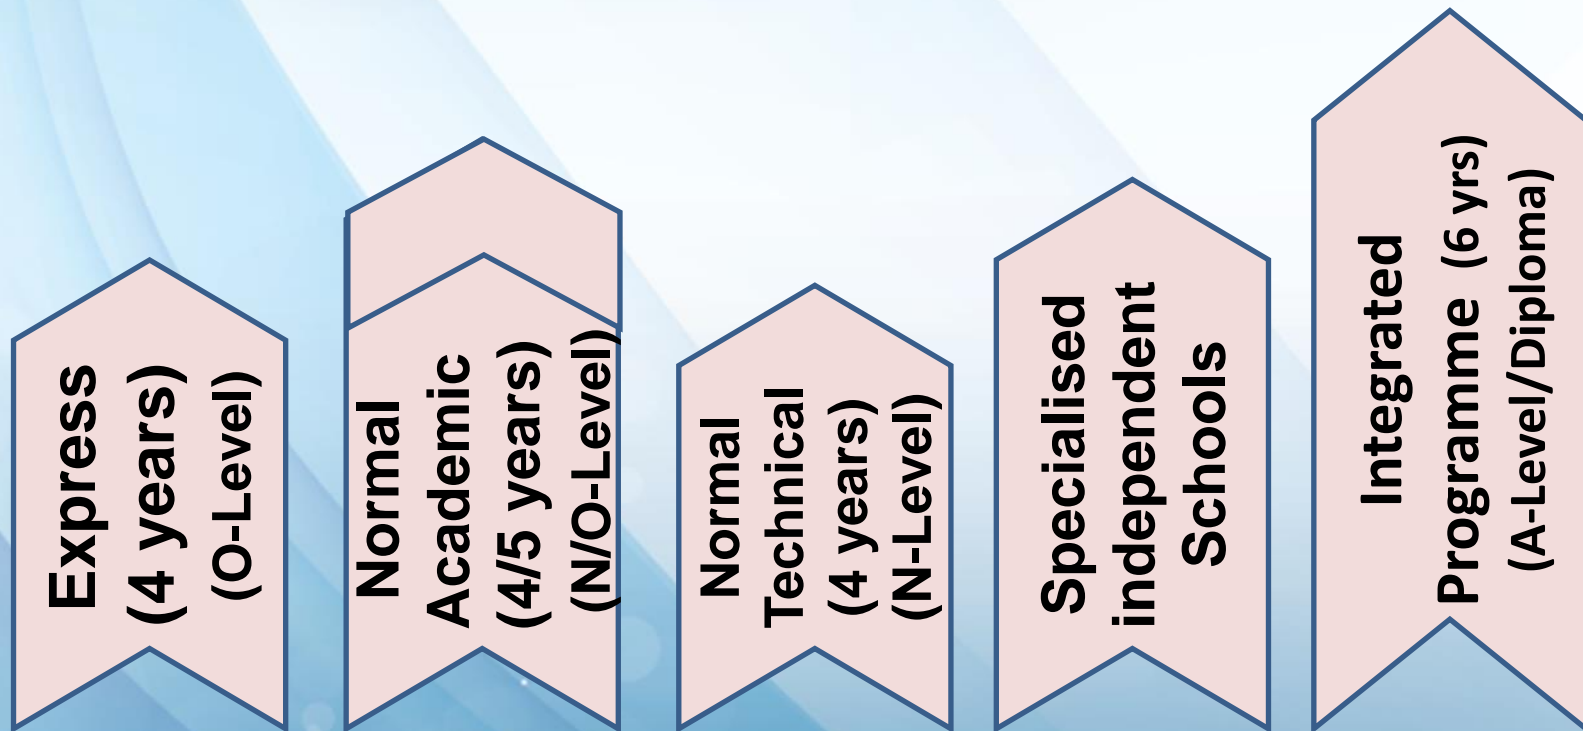 Express
(4 years)
(O-Level)
Normal
Academic
(4/5 years)
(N/O-Level)
Normal
Technical
(4 years)
(N-Level)
Specialised
independent
Schools
Integrated
Programme (6 yrs)
(A-Level/Diploma)